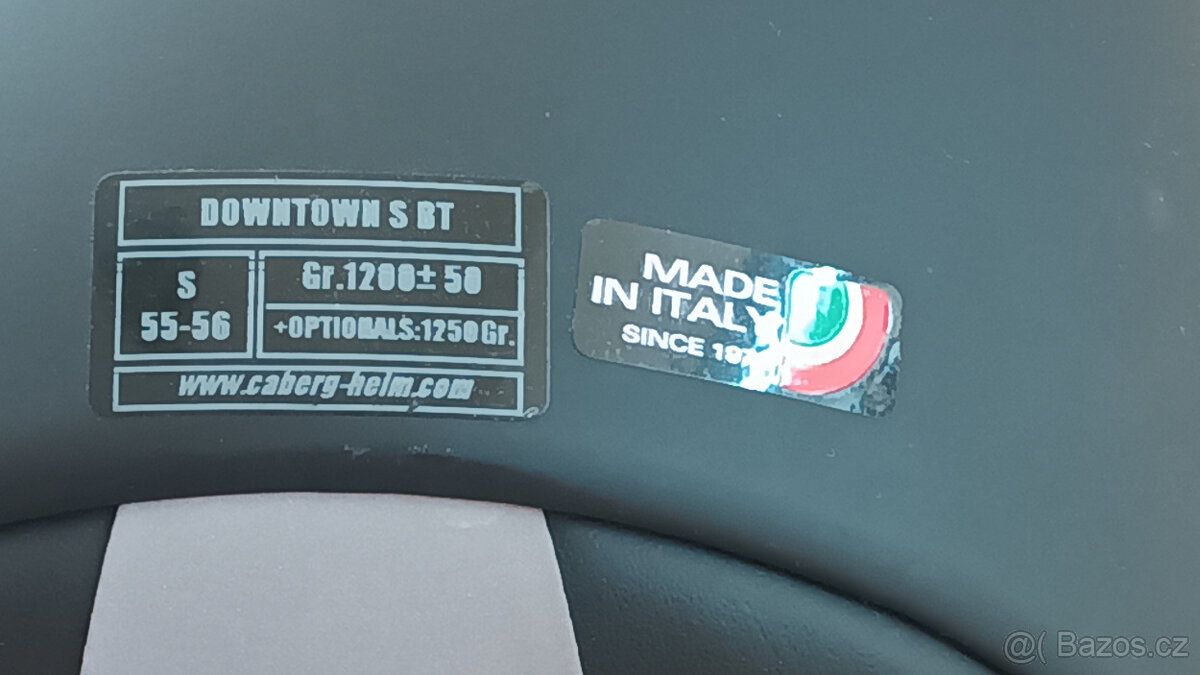 DOWNTOWN S BT
S
55-56
Gr.1200± 50
+OPTIONALS:1250Gr.
www.caberg-helm.com
MADE
IN ITALY
SINCE
@( Bazos.cz